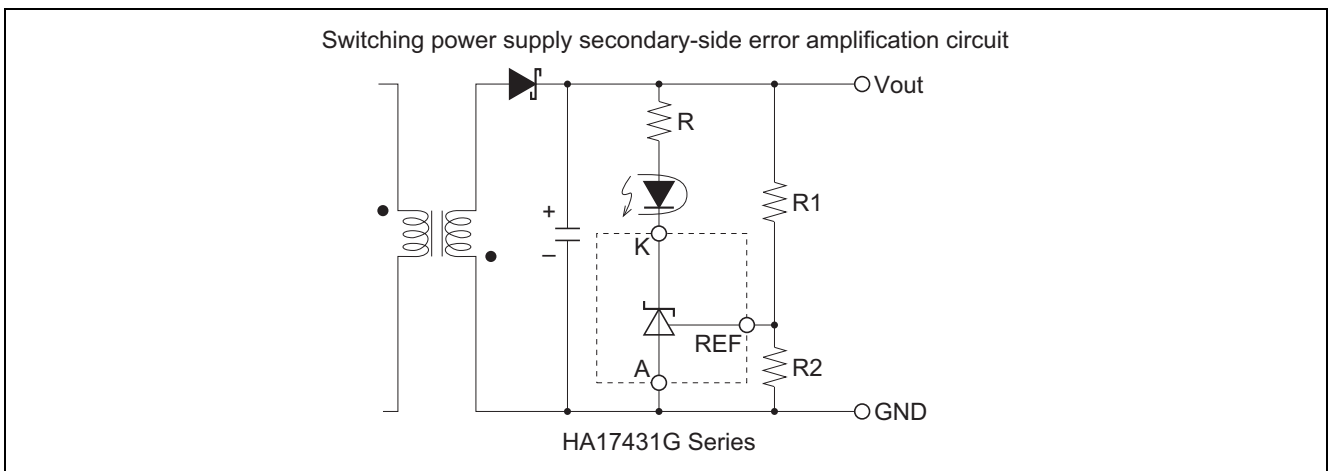 Switching power supply secondary-side error amplification circuit
Vout
R
R1
+
−
K
REF
A
R2
GND
HA17431G Series